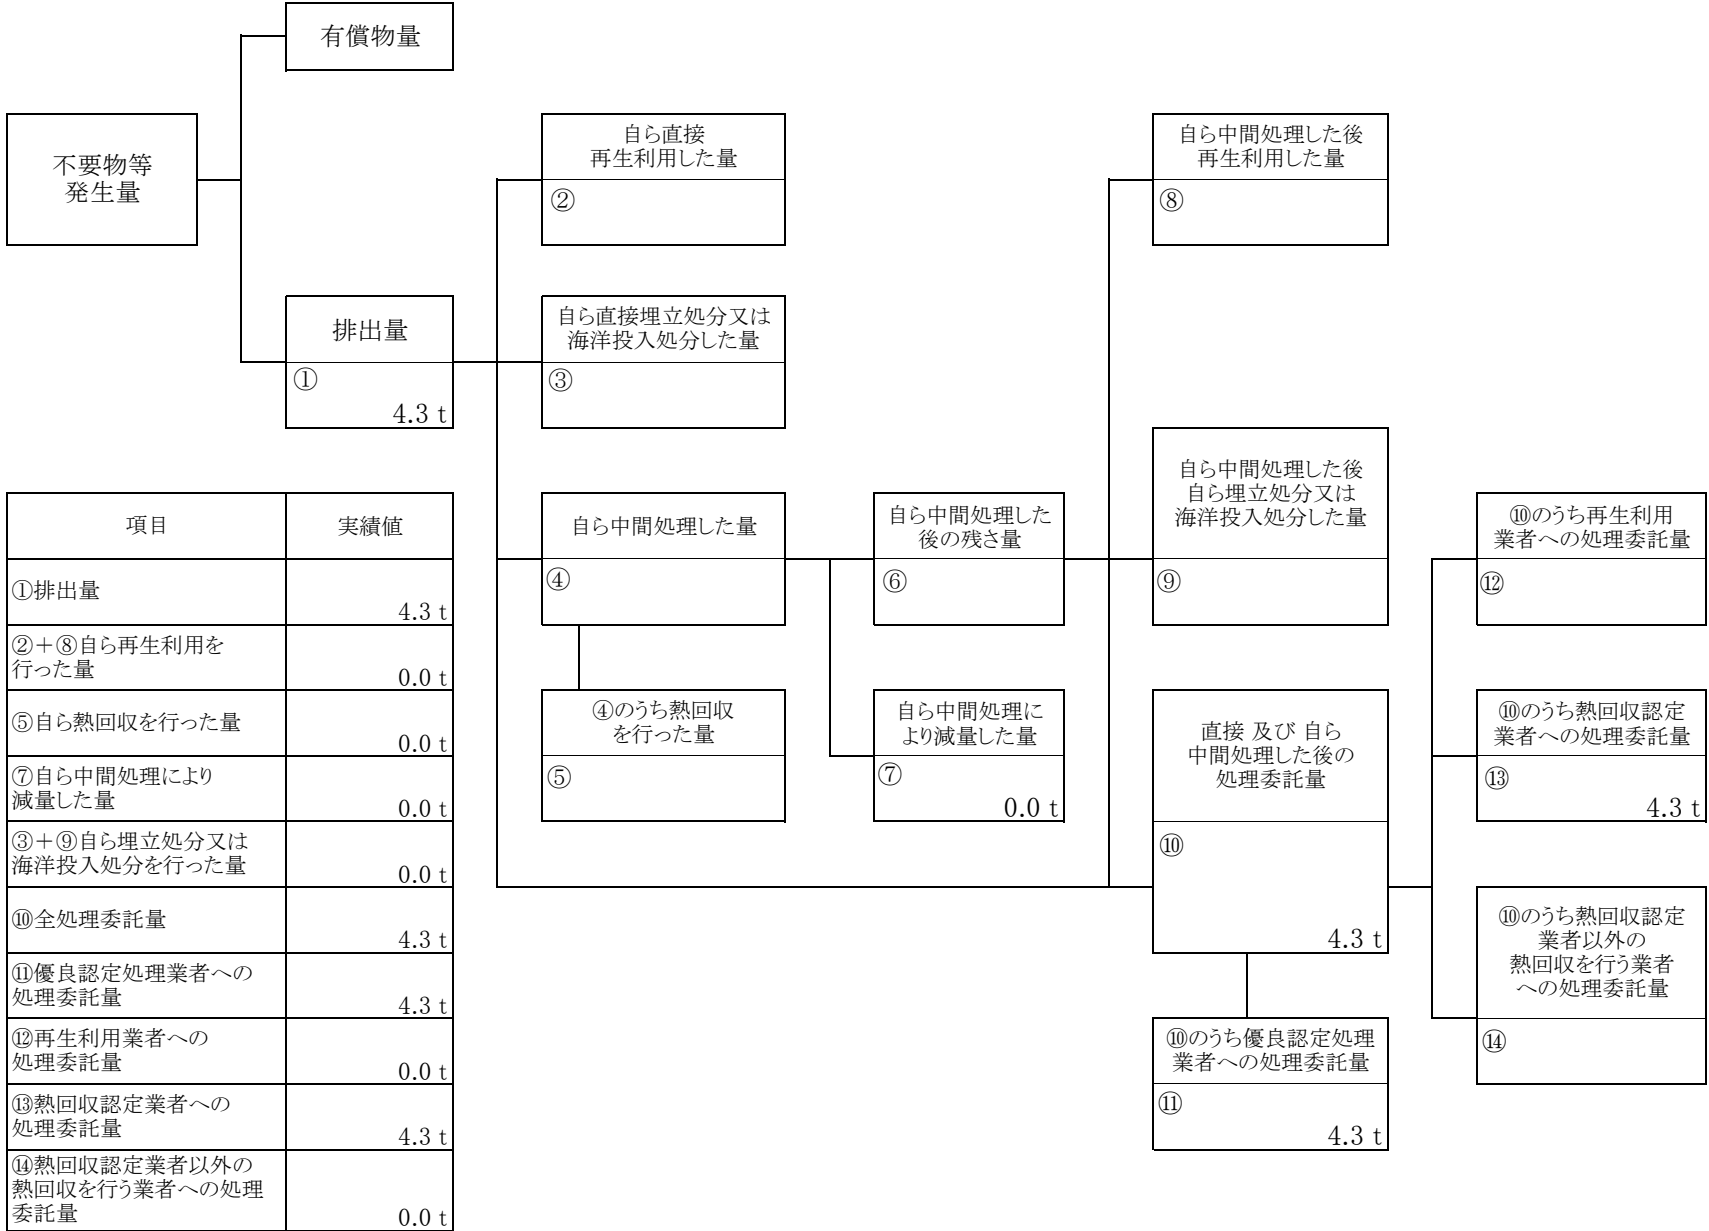 有償物量
不要物等
発生量
自ら直接
再生利用した量
②
自ら中間処理した後
再生利用した量
⑧
排出量
①
4.3 t
自ら直接埋立処分又は
海洋投入処分した量
③
自ら中間処理した量
④
自ら中間処理した
後の残さ量
⑥
自ら中間処理した後
自ら埋立処分又は
海洋投入処分した量
⑨
⑩のうち再生利用
業者への処理委託量
⑫
④のうち熱回収
を行った量
⑤
自ら中間処理に
より減量した量
⑦
0.0 t
直接 及び 自ら
中間処理した後の
処理委託量
⑩
4.3 t
⑩のうち熱回収認定
業者への処理委託量
⑬
4.3 t
⑩のうち優良認定処理
業者への処理委託量
⑪
4.3 t
⑩のうち熱回収認定
業者以外の
熱回収を行う業者
への処理委託量
⑭
項目 実績値
①排出量
4.3 t
②＋⑧自ら再生利用を
行った量
0.0 t
⑤自ら熱回収を行った量
0.0 t
⑦自ら中間処理により
減量した量
0.0 t
③＋⑨自ら埋立処分又は
海洋投入処分を行った量
0.0 t
⑩全処理委託量
4.3 t
⑪優良認定処理業者への
処理委託量
4.3 t
⑫再生利用業者への
処理委託量
0.0 t
⑬熱回収認定業者への
処理委託量
4.3 t
⑭熱回収認定業者以外の
熱回収を行う業者への処理
委託量
0.0 t